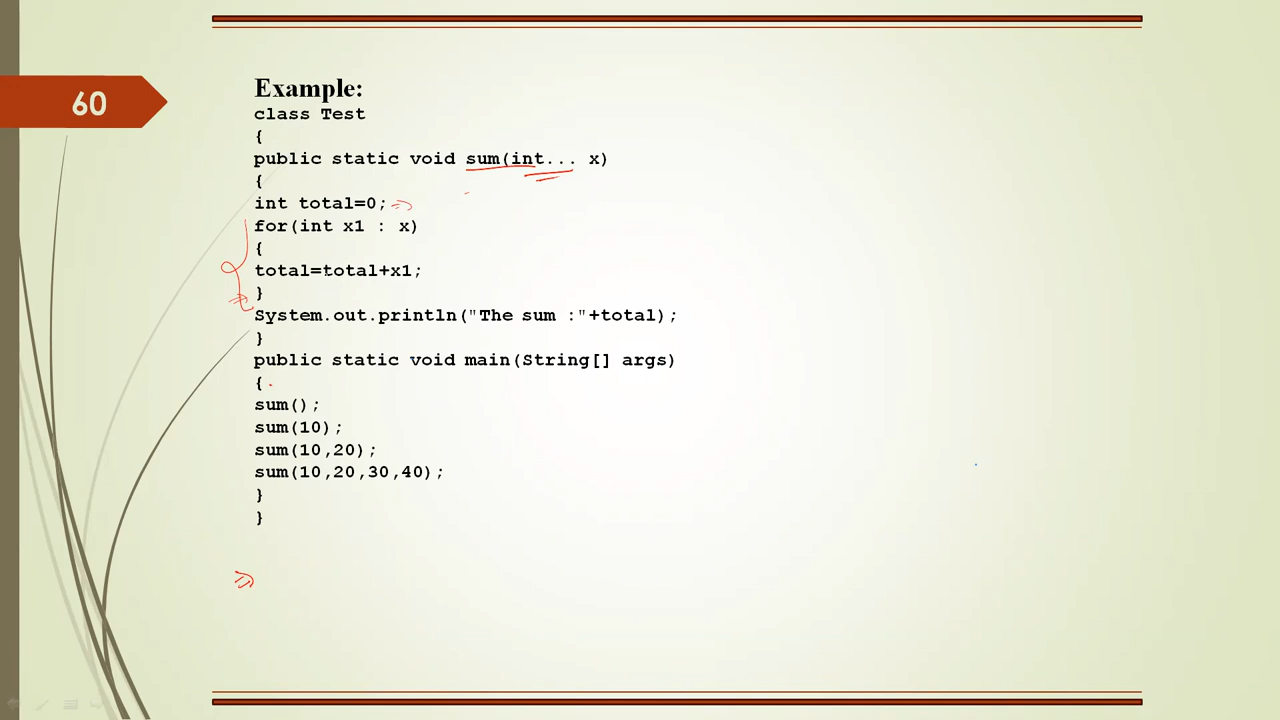 60
Example:
class Test
{
public static void sum(int... x)
{
int total=0;
for(int x1 : x)
{
total=total+x1;
}
System.out.println("The sum :"+total);
}
public static void main(String[] args)
{
sum();
sum(10);
sum(10,20);
sum(10,20,30,40);
}
}